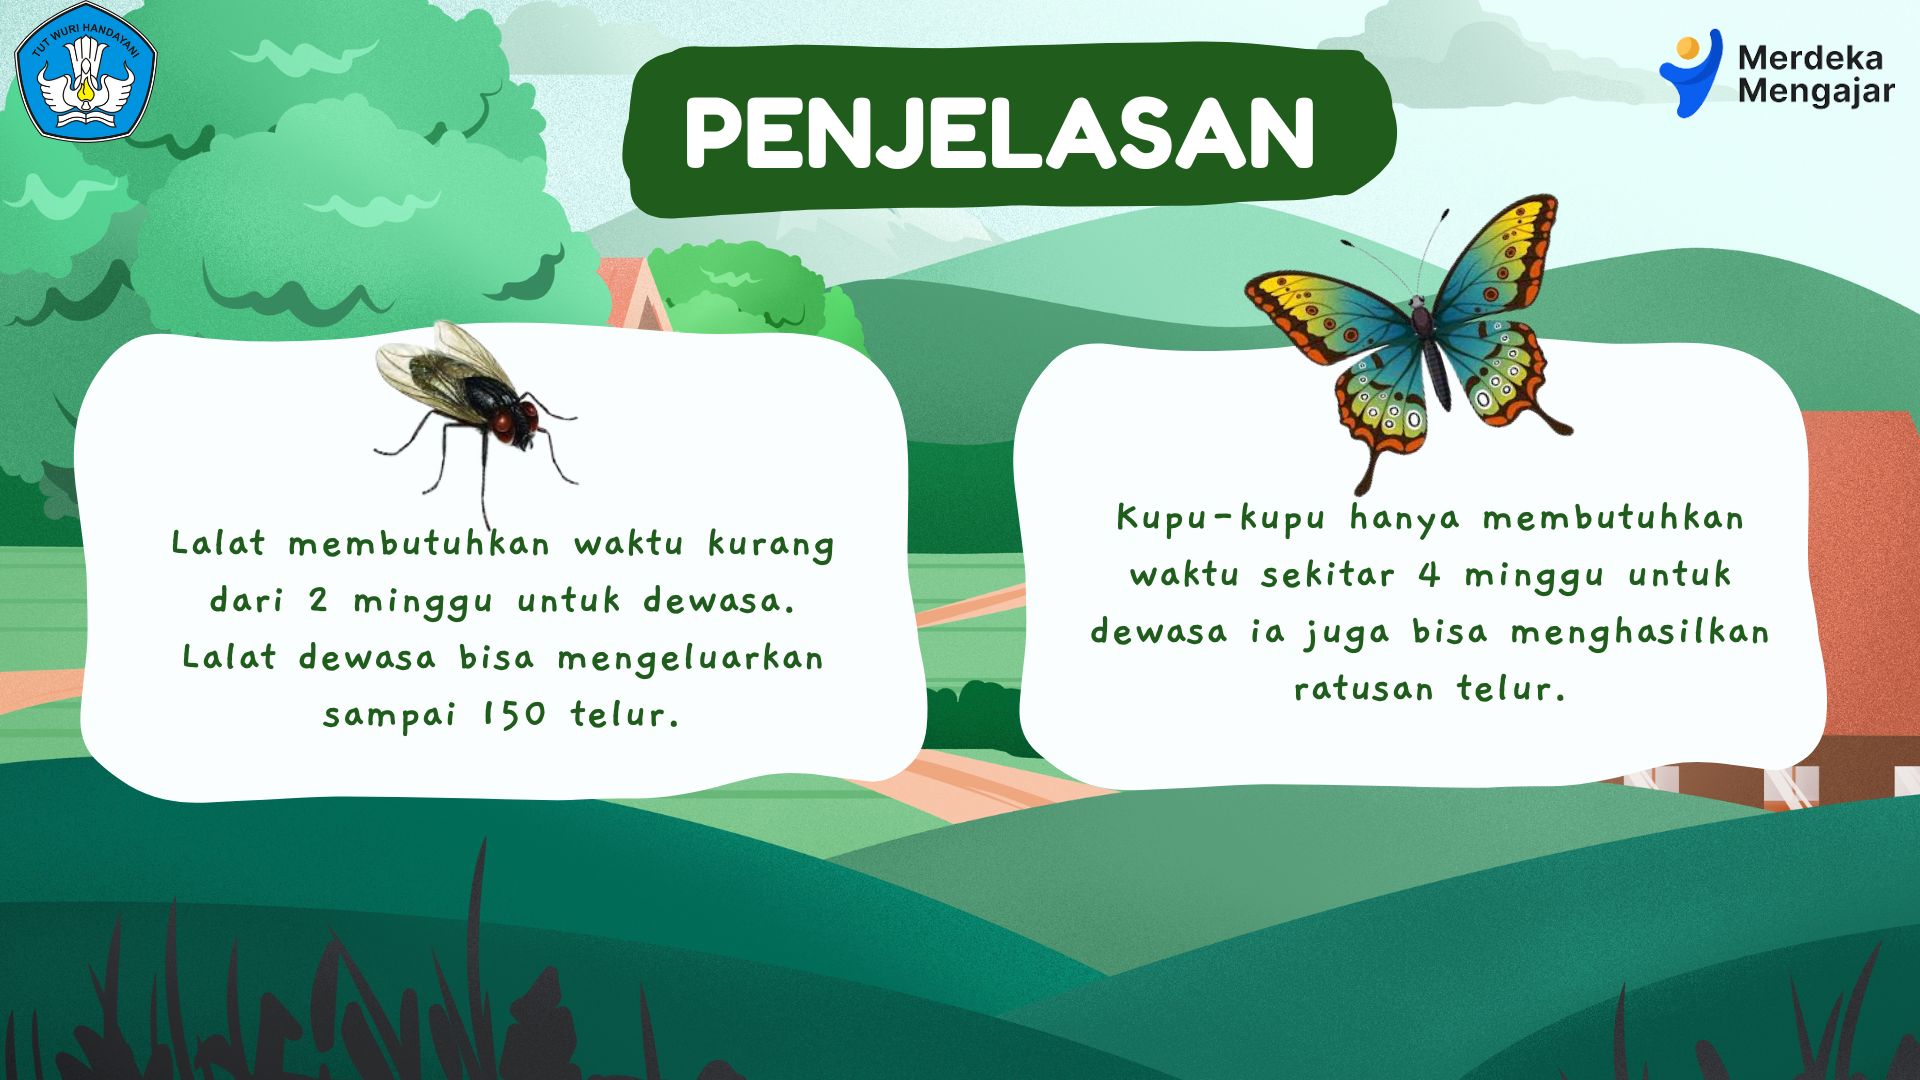 TUT WURI HANDAYANI
Merdeka
Mengajar
PENJELASAN
Lalat membutuhkan waktu kurang
dari 2 minggu untuk dewasa.
Lalat dewasa bisa mengeluarkan
sampai 150 telur.
Kupu-kupu hanya membutuhkan
waktu sekitar 4 minggu untuk
dewasa ia juga bisa menghasilkan
ratusan telur.